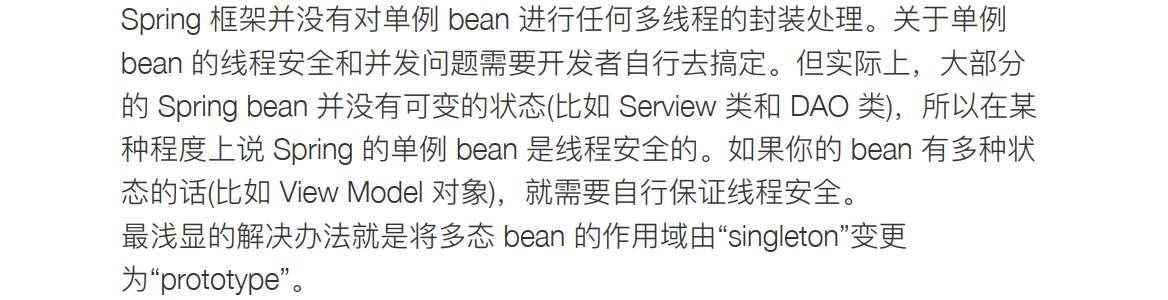 Spring 框架并没有对单例 bean 进行任何多线程的封装处理。关于单例
bean 的线程安全和并发问题需要开发者自行去搞定。但实际上，大部分
的 Spring bean 并没有可变的状态(比如 Serview 类和 DAO 类)，所以在某
种程度上说 Spring 的单例 bean 是线程安全的。如果你的 bean 有多种状
态的话(比如 View Model 对象)，就需要自行保证线程安全。
最浅显的解决办法就是将多态 bean 的作用域由“singleton”变更
为“prototype”。